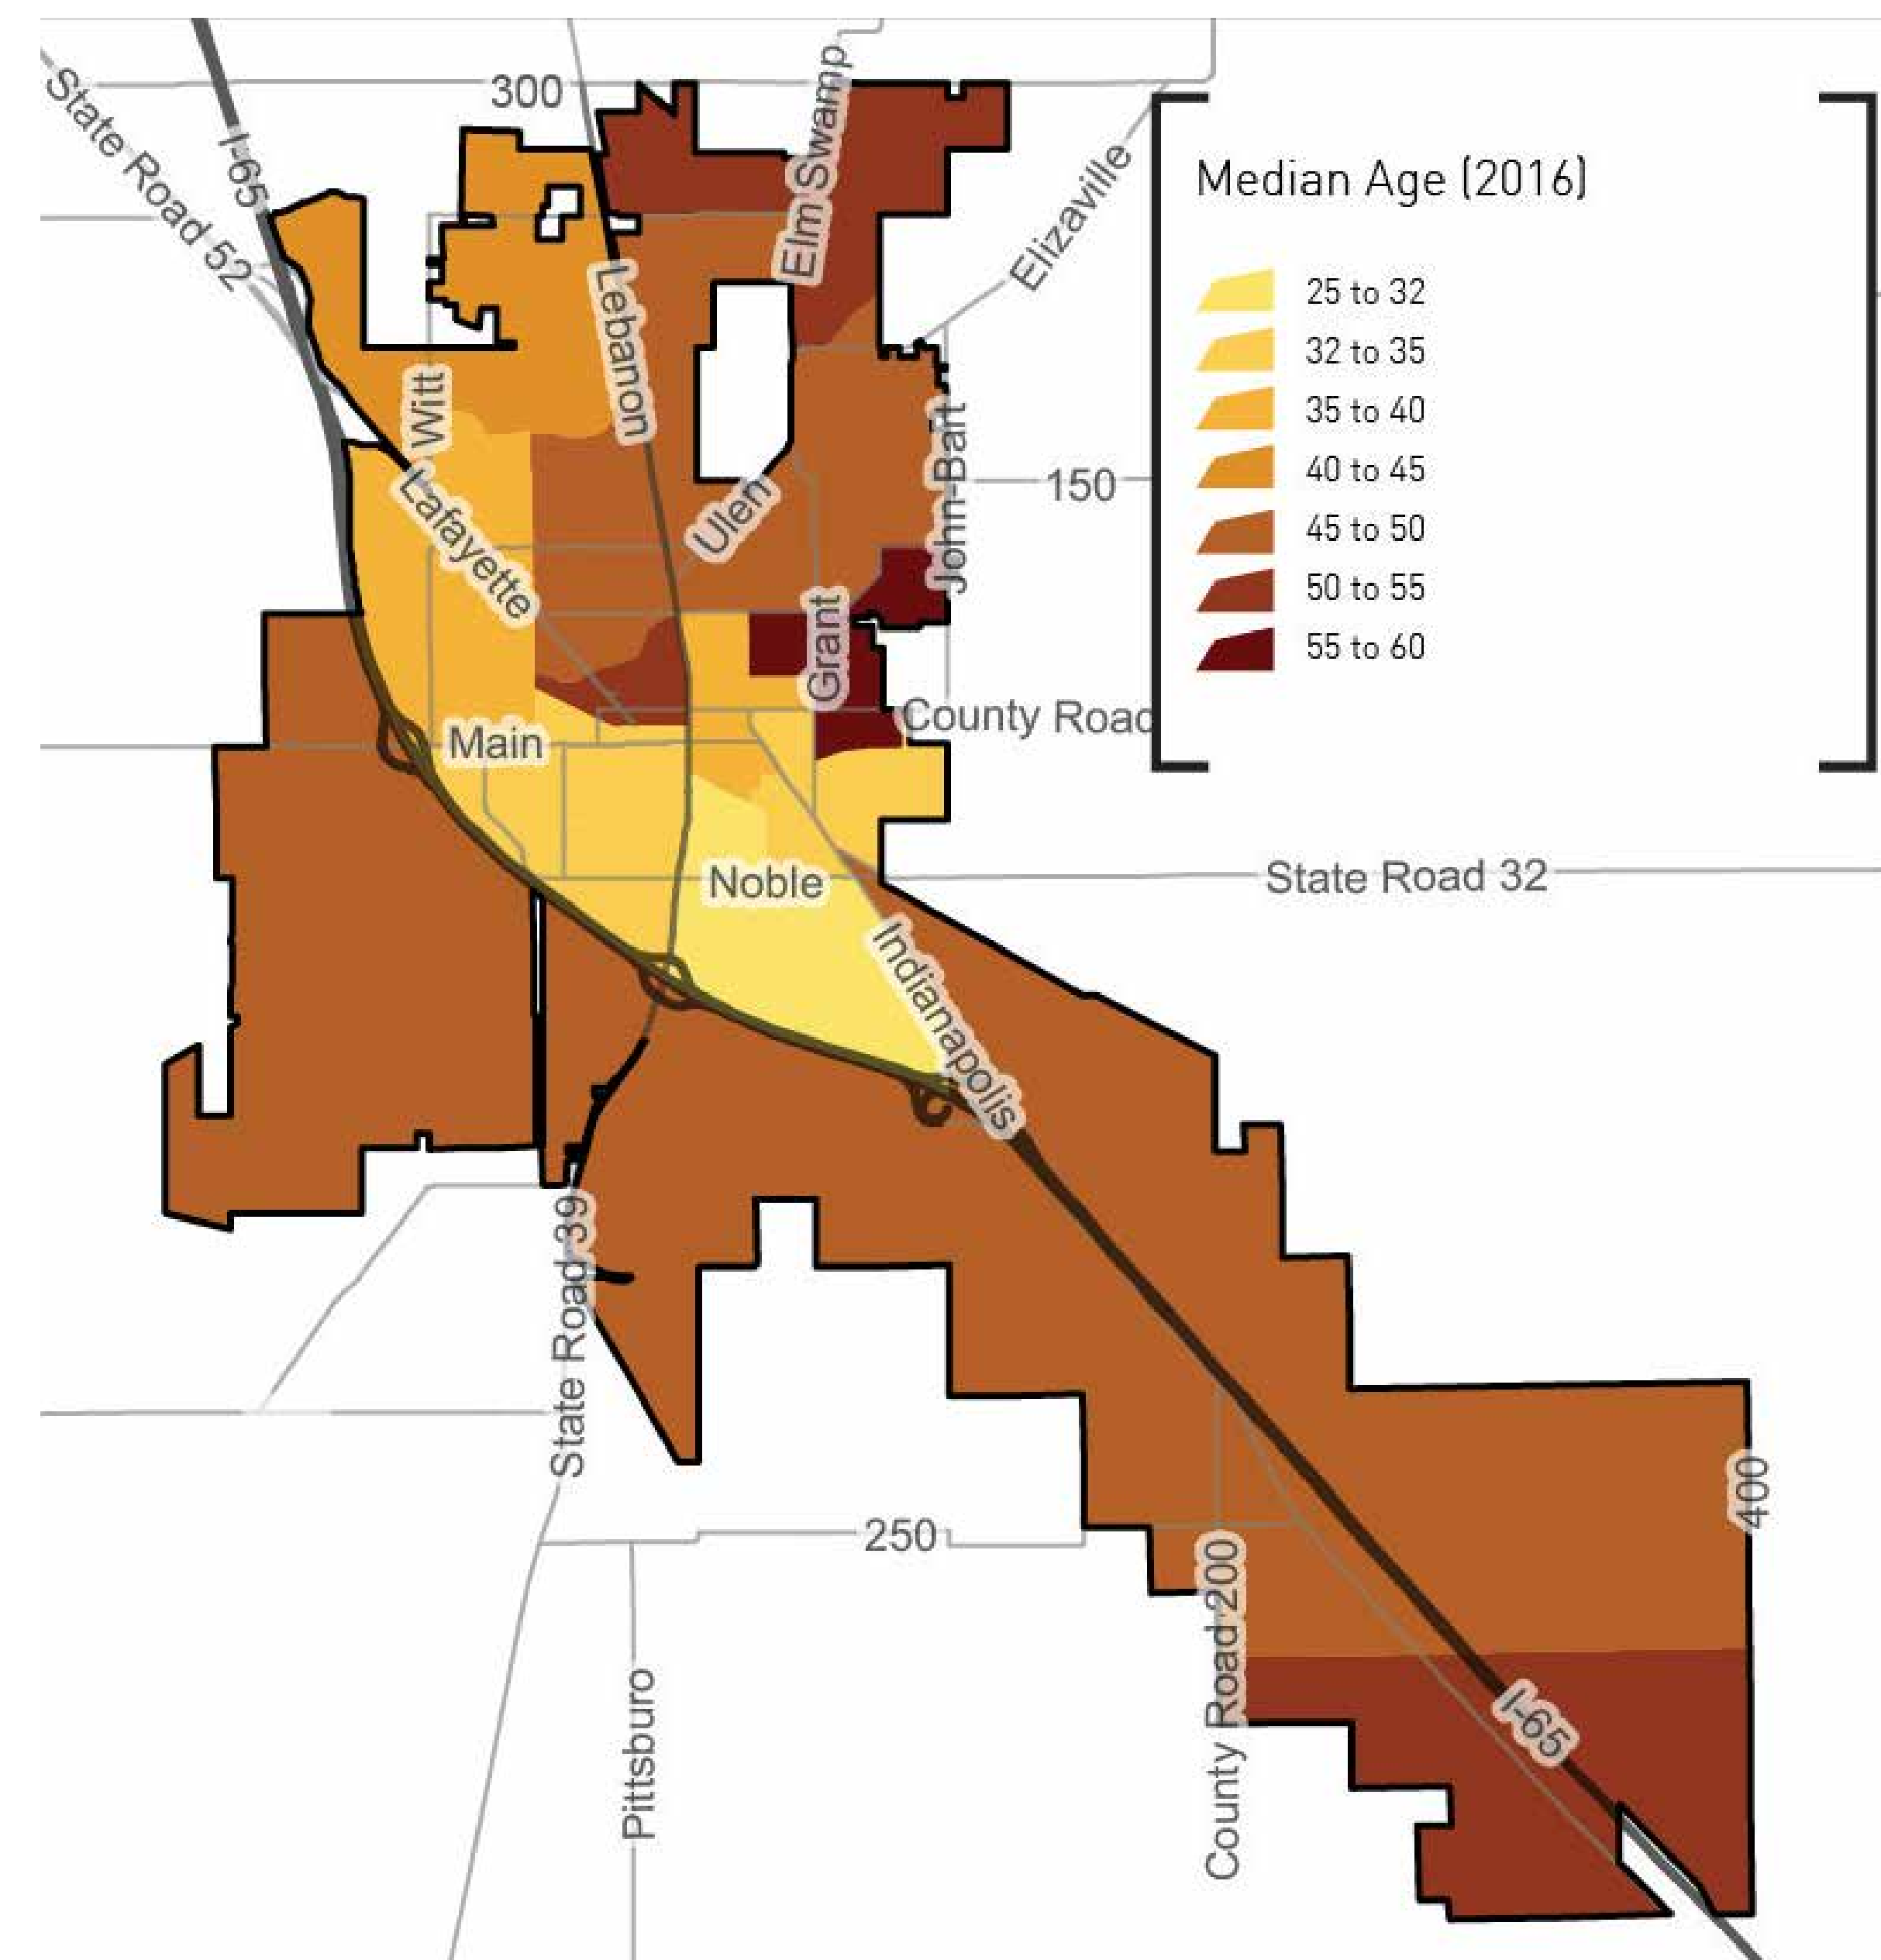 300
Elm Swamp
State Road 52
I-65
Elizaville
Median Age (2016)
25 to 32
32 to 35
35 to 40
40 to 45
45 to 50
50 to 55
55 to 60
Lebanon
Witt
John-Bart
150
Lafayette
Ulen
Grant
County Road
Main
Noble
State Road 32
Indianapolis
State Road 39
250
400
County Road 200
I-65
Pittsburo